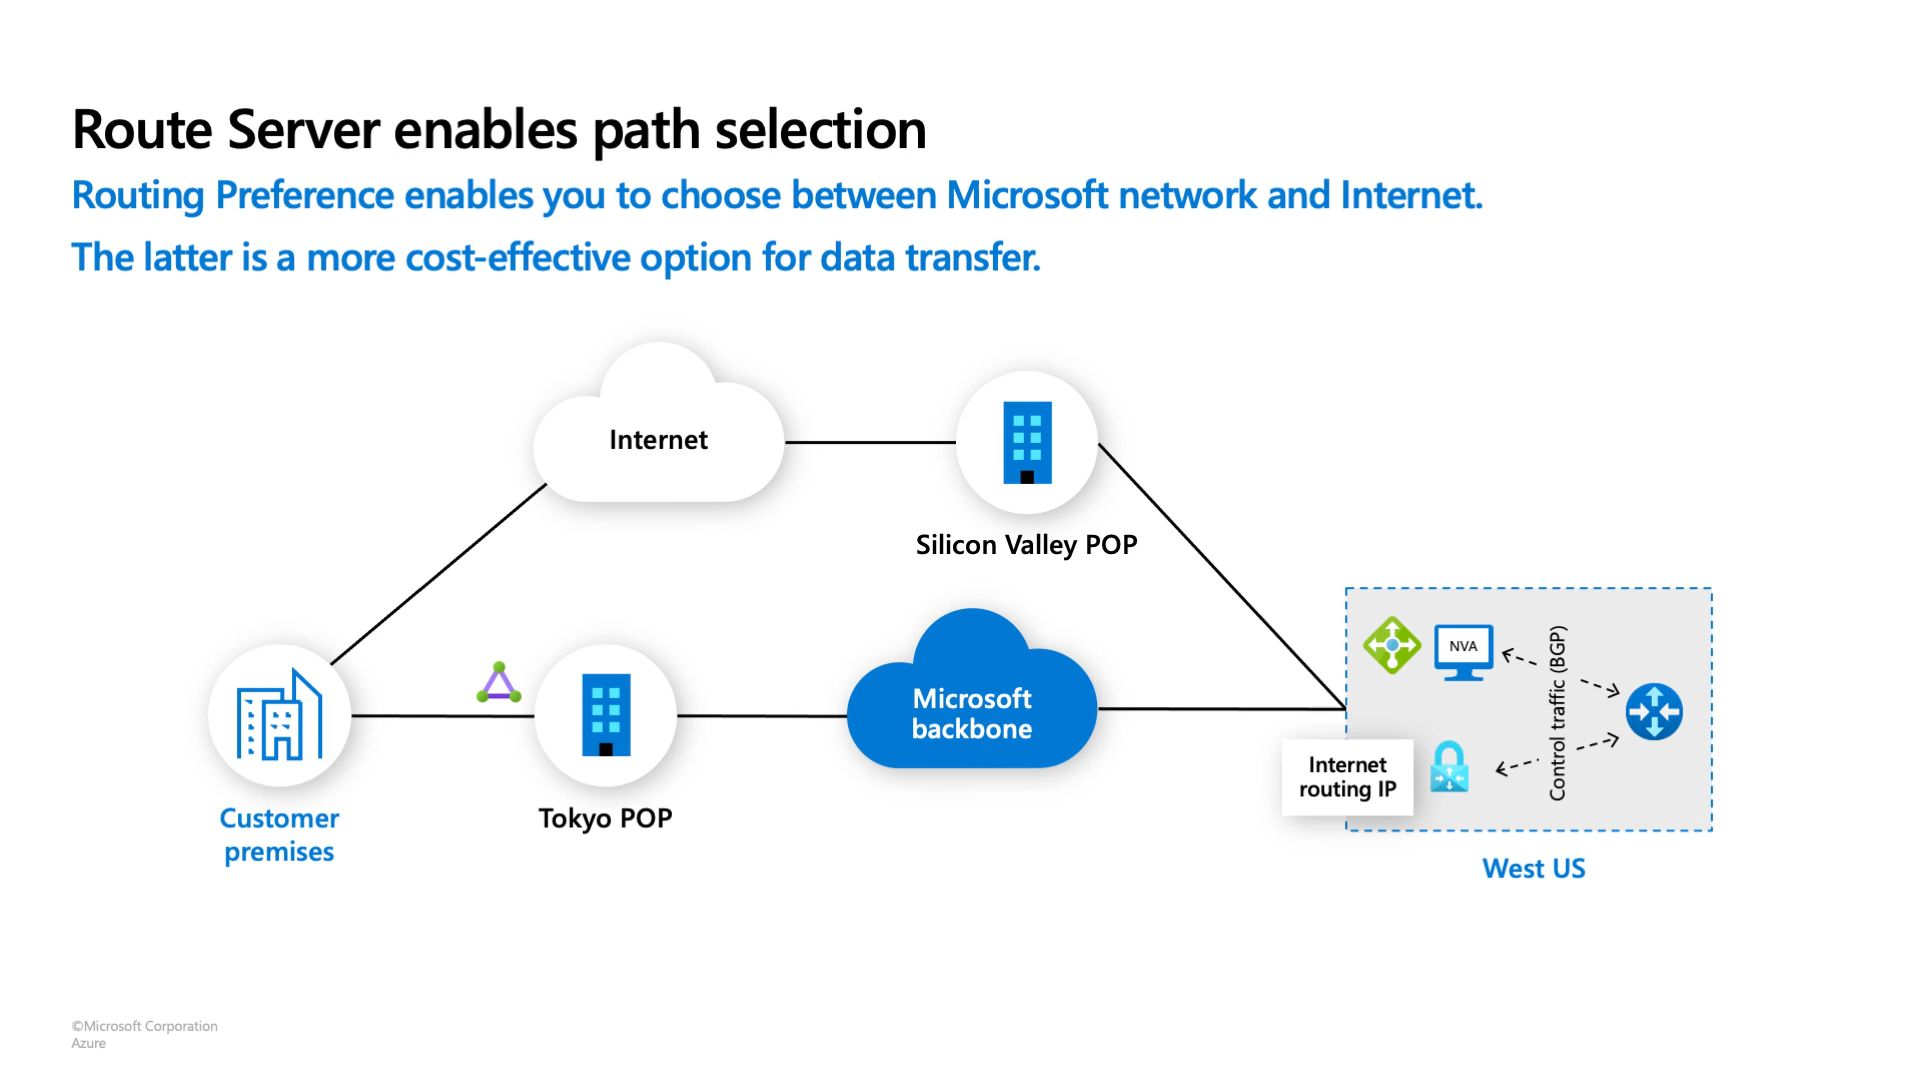 Route Server enables path selection
Routing Preference enables you to choose between Microsoft network and Internet.
The latter is a more cost-effective option for data transfer.
Internet
Silicon Valley POP
Microsoft
backbone
Customer
premises
Tokyo POP
NVA
Control traffic (BGP)
Internet
routing IP
West US
©Microsoft Corporation
Azure